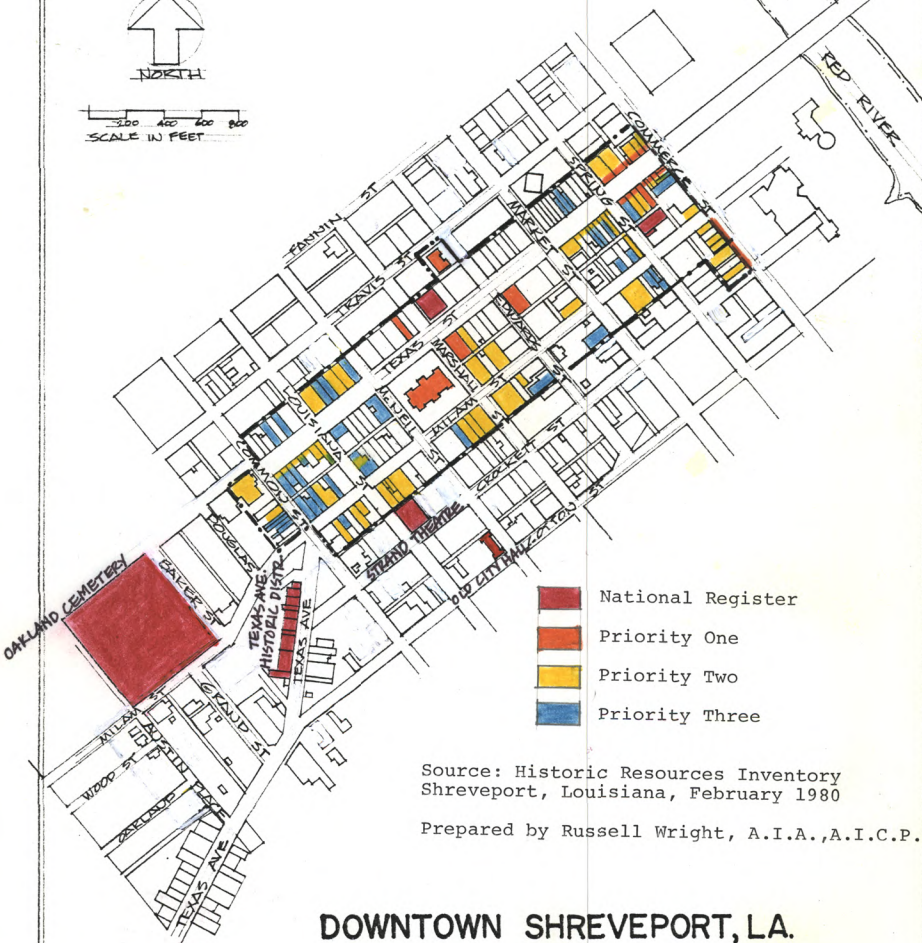 NORTH
200 400 600 800
SCALE IN FEET
RED RIVER
COMMERCE ST
SPRING ST
MARKET ST
FANNIN ST
TRAVIS ST
TEXAS ST
EDWARDS ST
MARSHALL ST
MILAM ST
McNEIL ST
LOUISIANA ST
CROCKETT ST
COTTON ST
COMMON ST
STRAND THEATRE
OLD CITY HALL
DOUGLAS
BAKER ST
OAKLAND CEMETERY
TEXAS AVE.
HISTORIC DISTR.
TEXAS AVE
GRAND ST
MILAM ST
AUSTIN PLACE
WOOD ST
OAKLAND
TEXAS AVE
National Register
Priority One
Priority Two
Priority Three
Source: Historic Resources Inventory
Shreveport, Louisiana, February 1980
Prepared by Russell Wright, A.I.A.,A.I.C.P.
DOWNTOWN SHREVEPORT, LA.